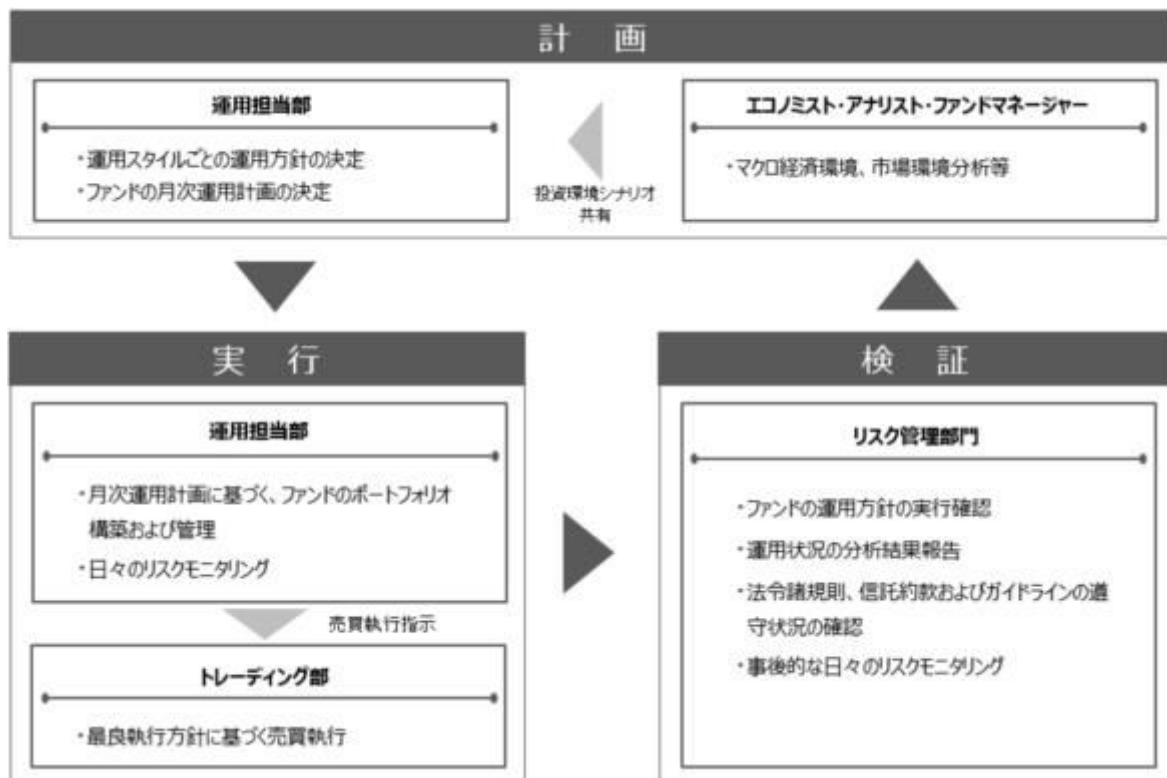 計 画
運用担当部
・運用スタイルごとの運用方針の決定
・ファンドの月次運用計画の決定
投資環境シナリオ
共有
エコノミスト・アナリスト・ファンドマネージャー
・マクロ経済環境、市場環境分析等
実 行
運用担当部
・月次運用計画に基づく、ファンドのポートフォリオ
構築および管理
・日々のリスクモニタリング
売買執行指示
トレーディング部
・最良執行方針に基づく売買執行
検 証
リスク管理部門
・ファンドの運用方針の実行確認
・運用状況の分析結果報告
・法令諸規則、信託約款およびガイドラインの遵
守状況の確認
・事後的な日々のリスクモニタリング